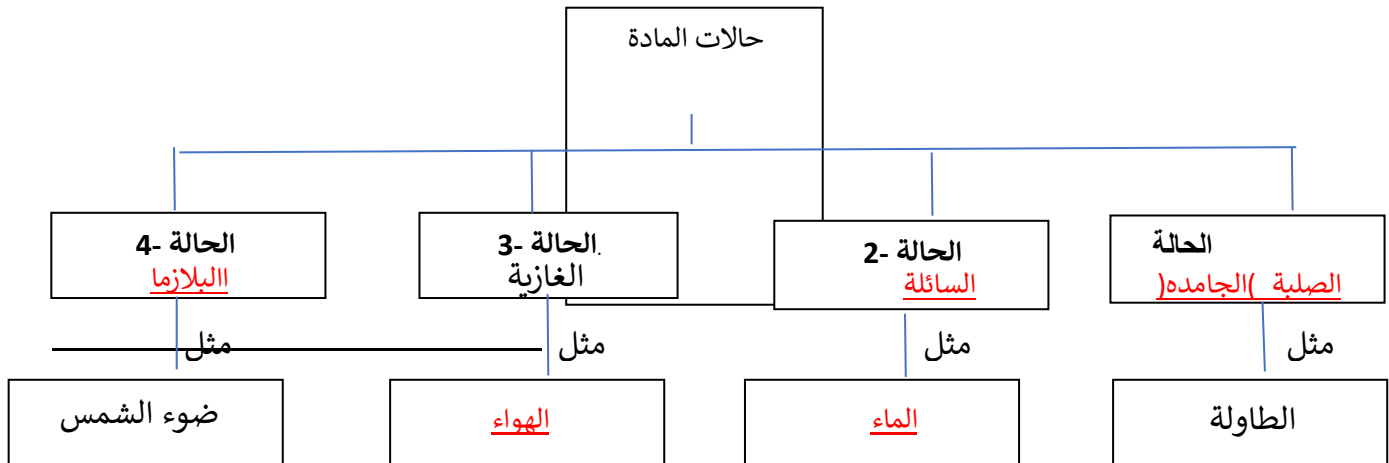 حالات المادة
الحالة
الصلبة )الجامده(
2- الحالة
السائلة
3- الحالة.
الغازية
4- الحالة
االبلازما
مثل
مثل
مثل
مثل
الطاولة
الماء
الهواء
ضوء الشمس